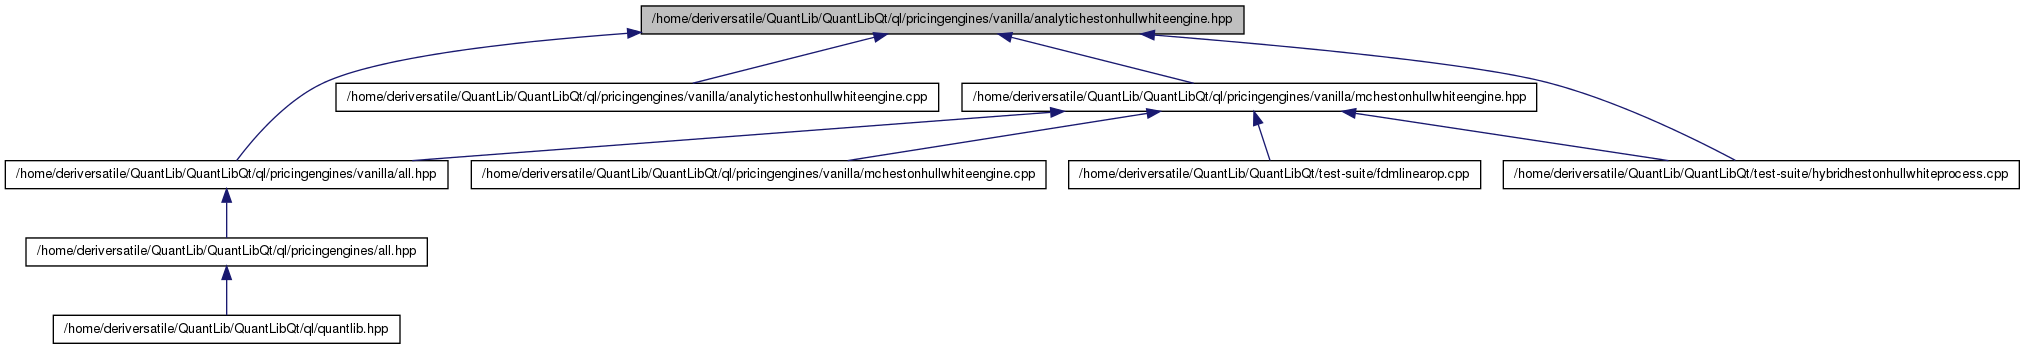 /home/deriversatile/QuantLib/QuantLibQt/ql/pricingengines/vanilla/analytichestonhullwhiteengine.hpp
/home/deriversatile/QuantLib/QuantLibQt/ql/pricingengines/vanilla/analytichestonhullwhiteengine.cpp
/home/deriversatile/QuantLib/QuantLibQt/ql/pricingengines/vanilla/mchestonhullwhiteengine.hpp
/home/deriversatile/QuantLib/QuantLibQt/ql/pricingengines/vanilla/all.hpp
/home/deriversatile/QuantLib/QuantLibQt/ql/pricingengines/vanilla/mchestonhullwhiteengine.cpp
/home/deriversatile/QuantLib/QuantLibQt/test-suite/fdmlinearop.cpp
/home/deriversatile/QuantLib/QuantLibQt/test-suite/hybridhestonhullwhiteprocess.cpp
/home/deriversatile/QuantLib/QuantLibQt/ql/pricingengines/all.hpp
/home/deriversatile/QuantLib/QuantLibQt/ql/quantlib.hpp